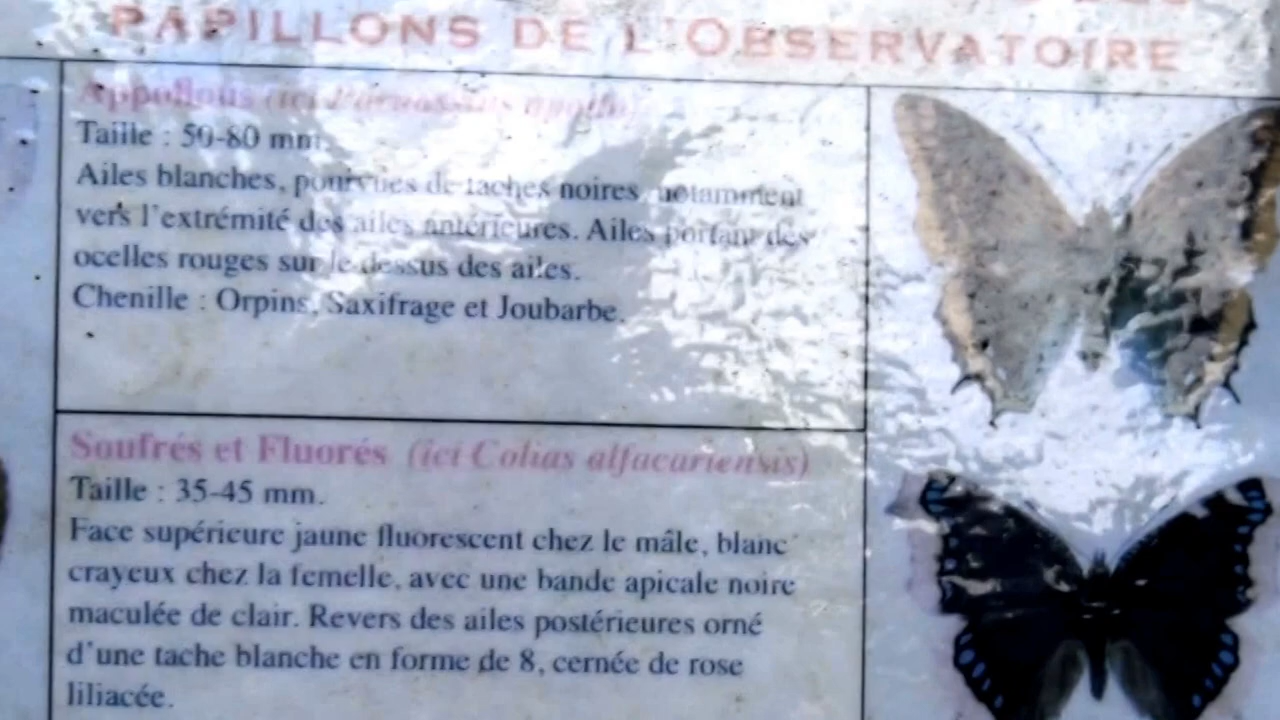 PAPILLONS DE L'OBSERVATOIRE
Appollons (ici Parnassius apollo)
Taille : 50-80 mm.
Ailes blanches, pourvues de taches noires, notamment
vers l'extrémité des ailes antérieures. Ailes portant des
ocelles rouges sur le dessus des ailes.
Chenille : Orpins, Saxifrage et Joubarbe.
Soufrés et Fluorés (ici Colias alfacariensis)
Taille : 35-45 mm.
Face supérieure jaune fluorescent chez le mâle, blanc
crayeux chez la femelle, avec une bande apicale noire
maculée de clair. Revers des ailes postérieures orné
d'une tache blanche en forme de 8, cernée de rose
liliacée.